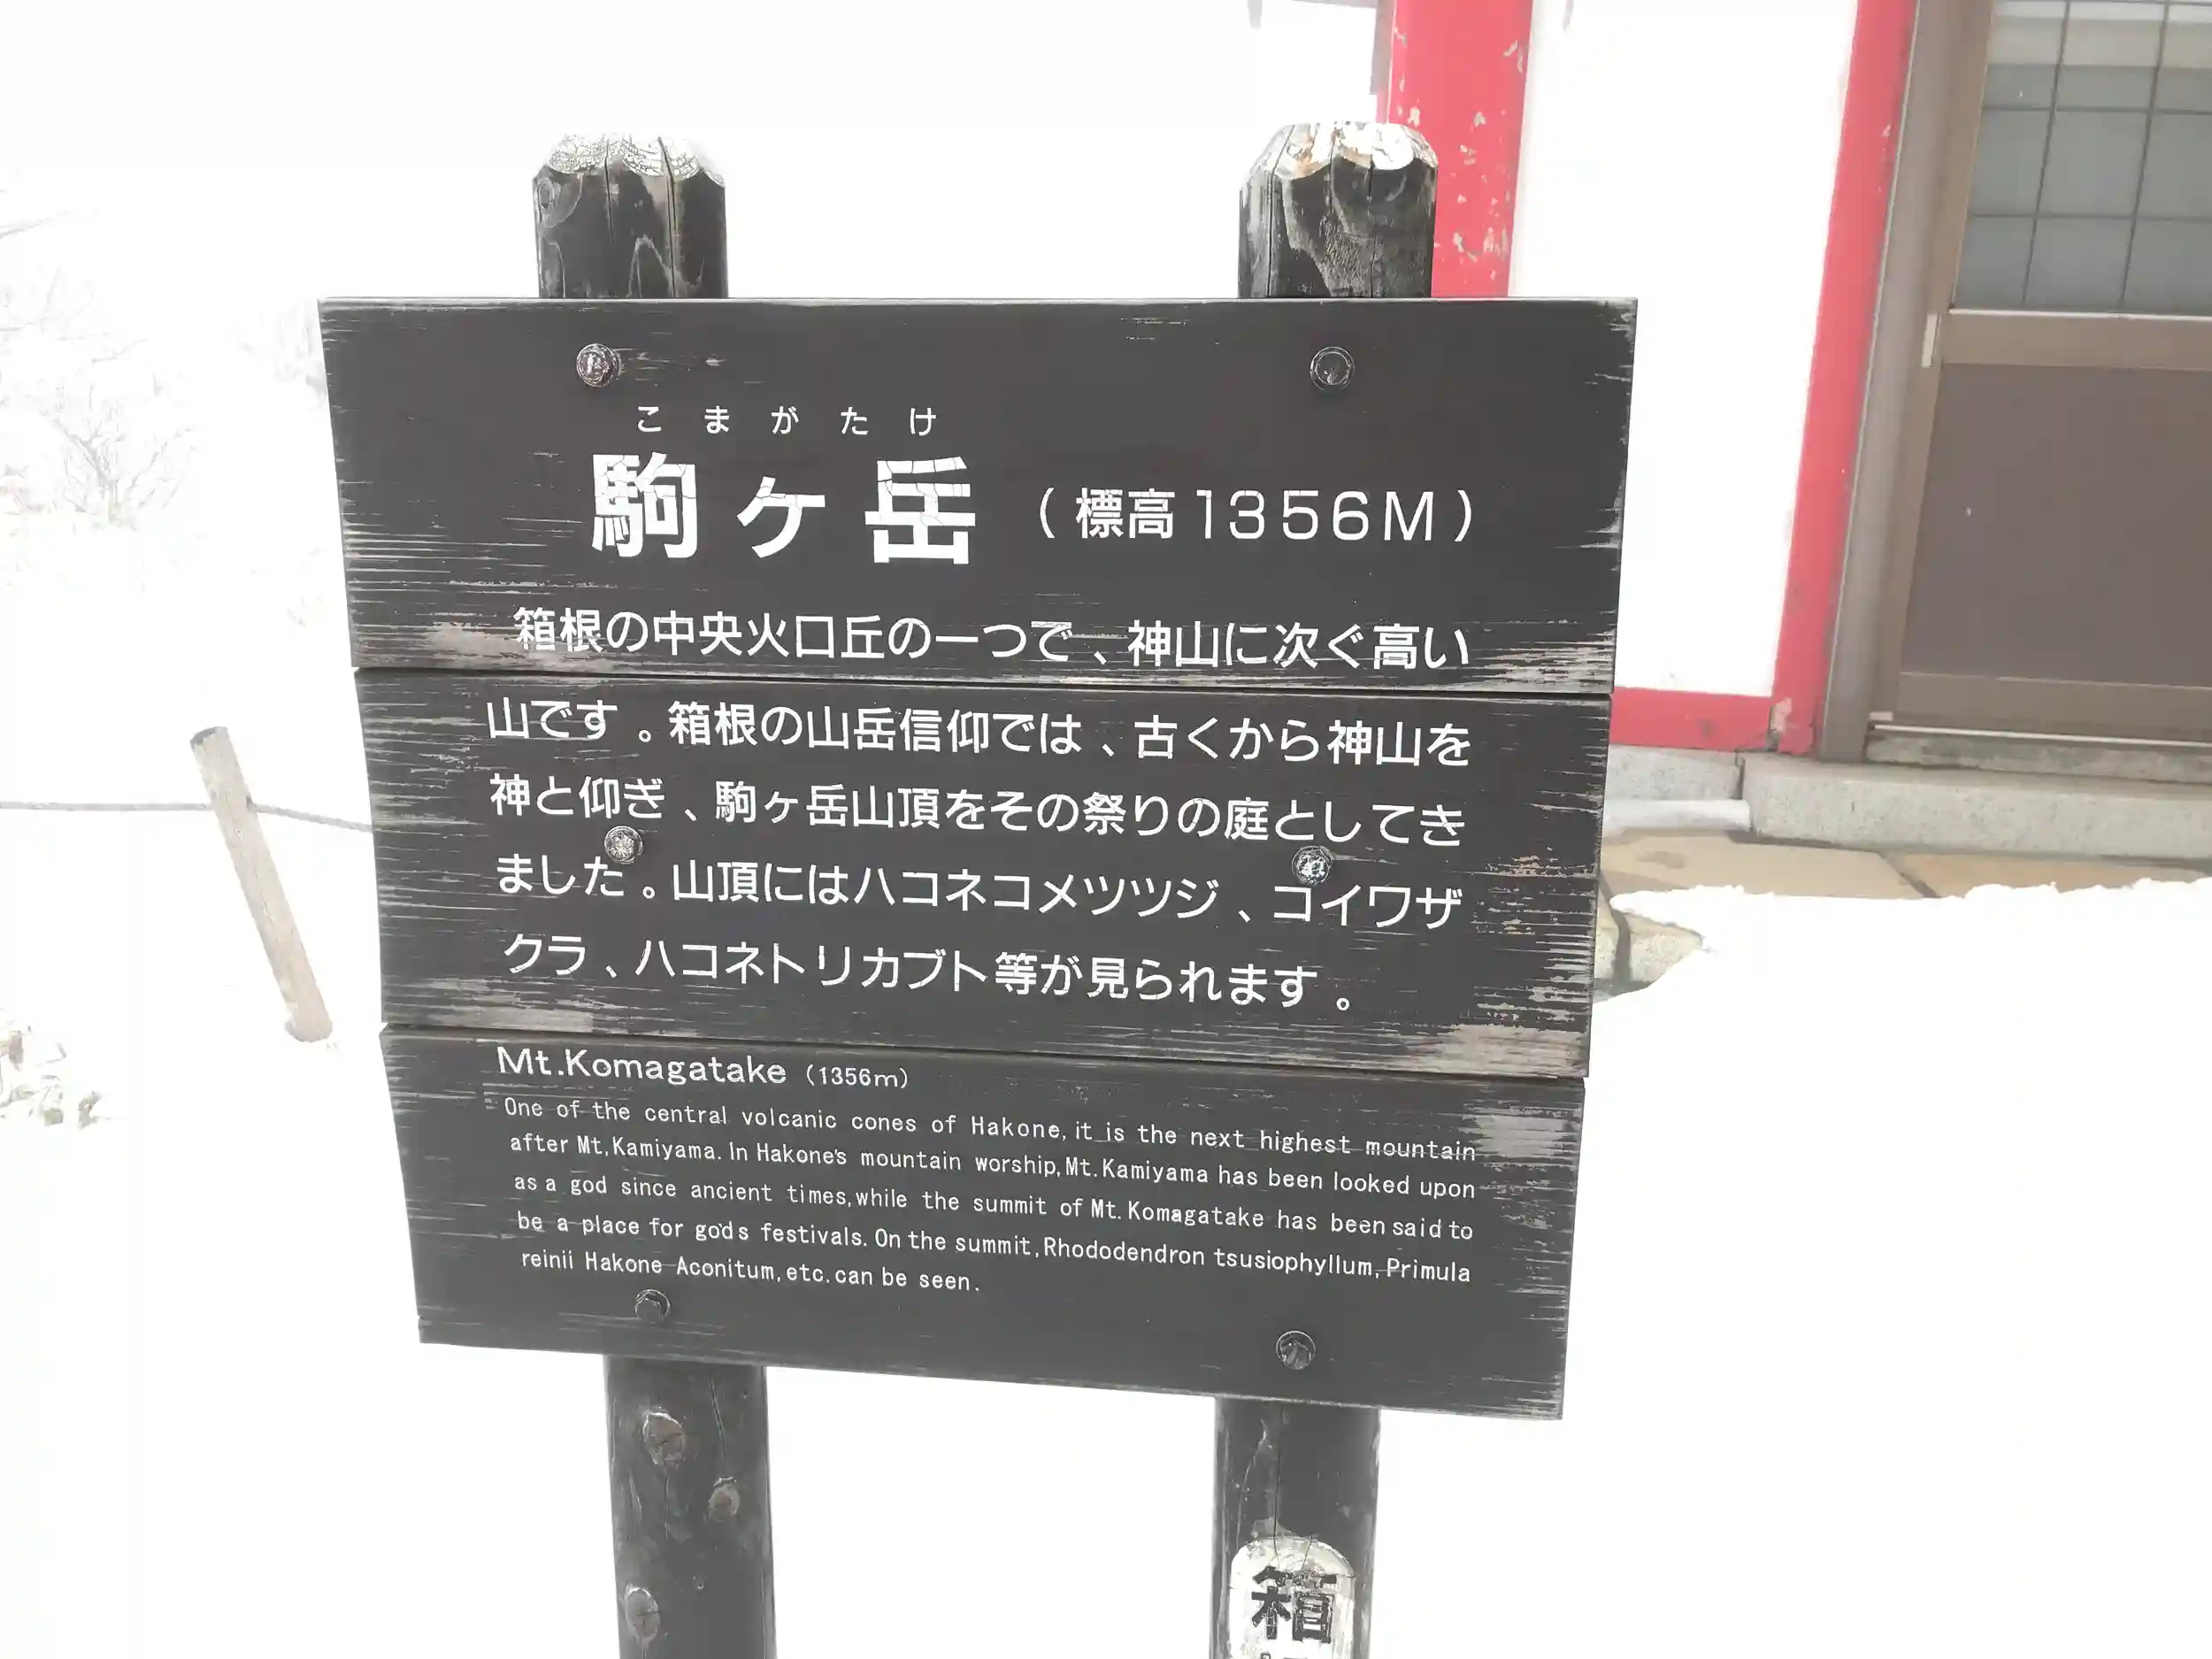 こまがたけ
駒ヶ岳（標高1356M）
箱根の中央火口丘の一つで、神山に次ぐ高い
山です。箱根の山岳信仰では、古くから神山を
神と仰ぎ、駒ヶ岳山頂をその祭りの庭としてき
ました。山頂にはハコネコメツツジ、コイワザ
クラ、ハコネトリカブト等が見られます。
Mt.Komagatake（1356m）
One of the central volcanic cones of Hakone, it is the next highest mountain
after Mt,Kamiyama. In Hakone's mountain worship, Mt. Kamiyama has been looked upon
as a god since ancient times, while the summit of Mt. Komagatake has been said to
be a place for gods festivals. On the summit, Rhododendron tsusiophyllum, Primula
reinii Hakone Aconitum, etc. can be seen.
箱